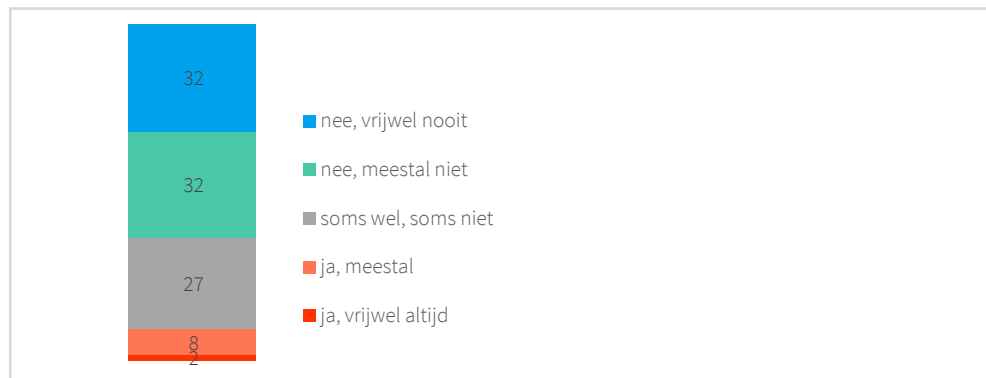 32
32
27
8
2
nee, vrijwel nooit
nee, meestal niet
soms wel, soms niet
ja, meestal
ja, vrijwel altijd